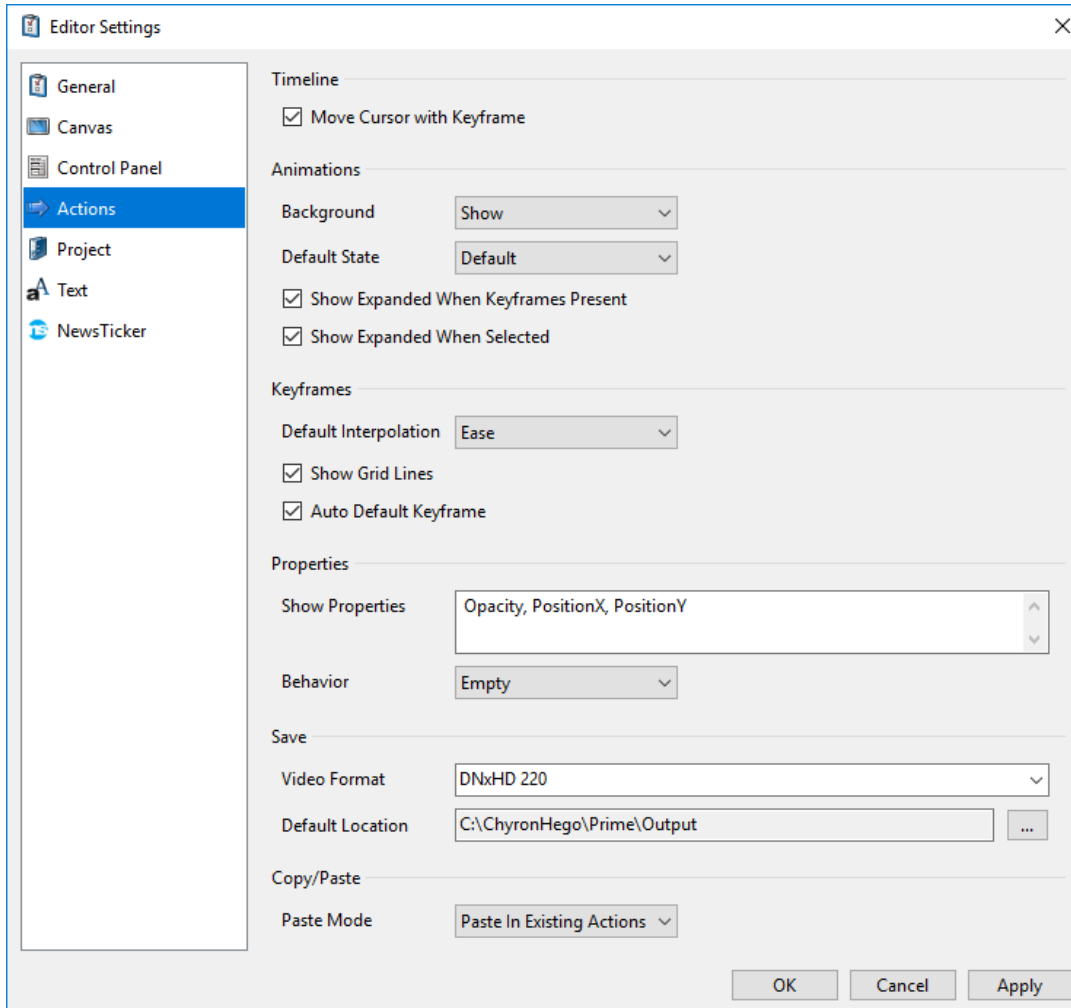 Editor Settings
General
Canvas
Control Panel
Actions
Project
Text
NewsTicker
Timeline
Move Cursor with Keyframe
Animations
Background Show
Default State Default
Show Expanded When Keyframes Present
Show Expanded When Selected
Keyframes
Default Interpolation Ease
Show Grid Lines
Auto Default Keyframe
Properties
Show Properties Opacity, PositionX, PositionY
Behavior Empty
Save
Video Format DNxHD 220
Default Location C:\ChyronHego\Prime\Output ...
Copy/Paste
Paste Mode Paste In Existing Actions
OK Cancel Apply